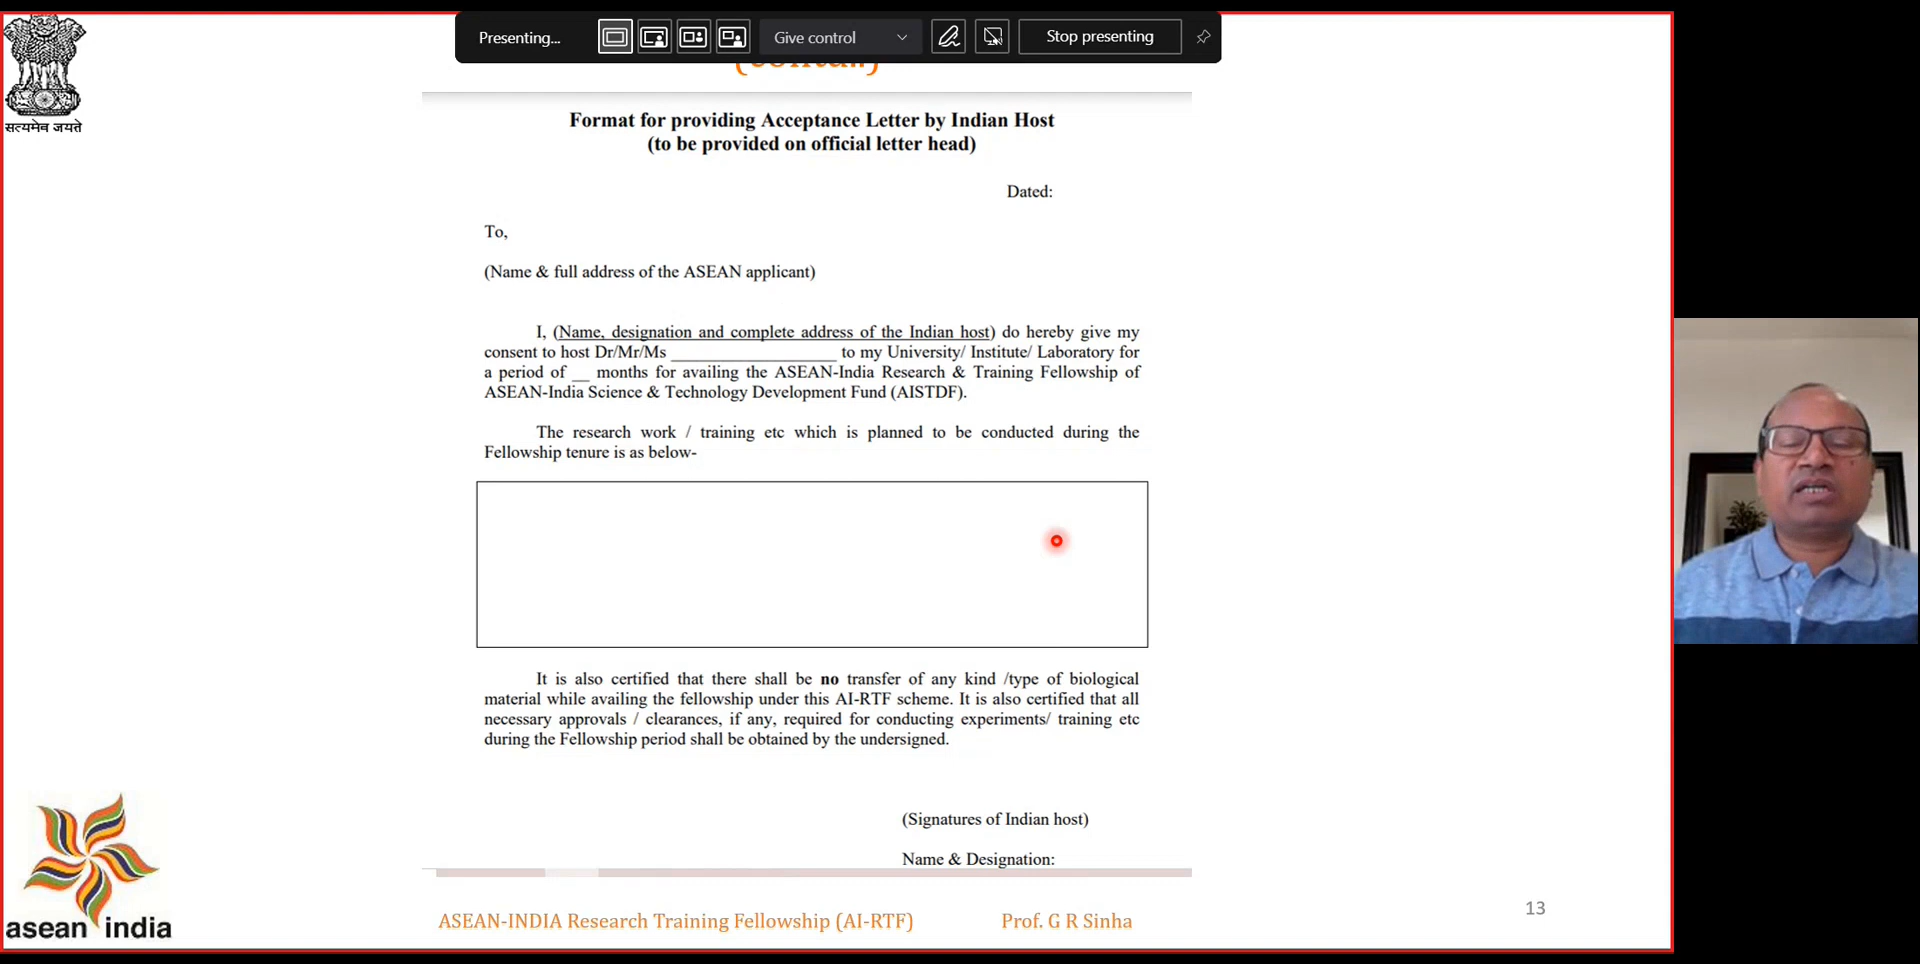 Presenting...
Give control
Stop presenting
(contd..)
सत्यमेव जयते
Format for providing Acceptance Letter by Indian Host
(to be provided on official letter head)
Dated:
To,
(Name & full address of the ASEAN applicant)
I, (Name, designation and complete address of the Indian host) do hereby give my
consent to host Dr/Mr/Ms ____________________ to my University/ Institute/ Laboratory for
a period of __ months for availing the ASEAN-India Research & Training Fellowship of
ASEAN-India Science & Technology Development Fund (AISTDF).
The research work / training etc which is planned to be conducted during the
Fellowship tenure is as below-
It is also certified that there shall be no transfer of any kind /type of biological
material while availing the fellowship under this AI-RTF scheme. It is also certified that all
necessary approvals / clearances, if any, required for conducting experiments/ training etc
during the Fellowship period shall be obtained by the undersigned.
(Signatures of Indian host)
Name & Designation:
asean india
ASEAN-INDIA Research Training Fellowship (AI-RTF)
Prof. G R Sinha
13